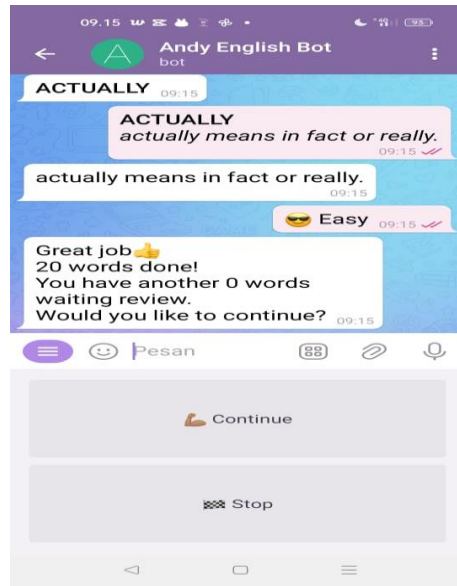 09.15
93
Andy English Bot
bot
ACTUALLY 09:15
ACTUALLY
actually means in fact or really.
09:15
actually means in fact or really.
09:15
😎 Easy 09:15
Great job👍
20 words done!
You have another 0 words
waiting review.
Would you like to continue? 09:15
Pesan
💪🏽 Continue
🏁 Stop